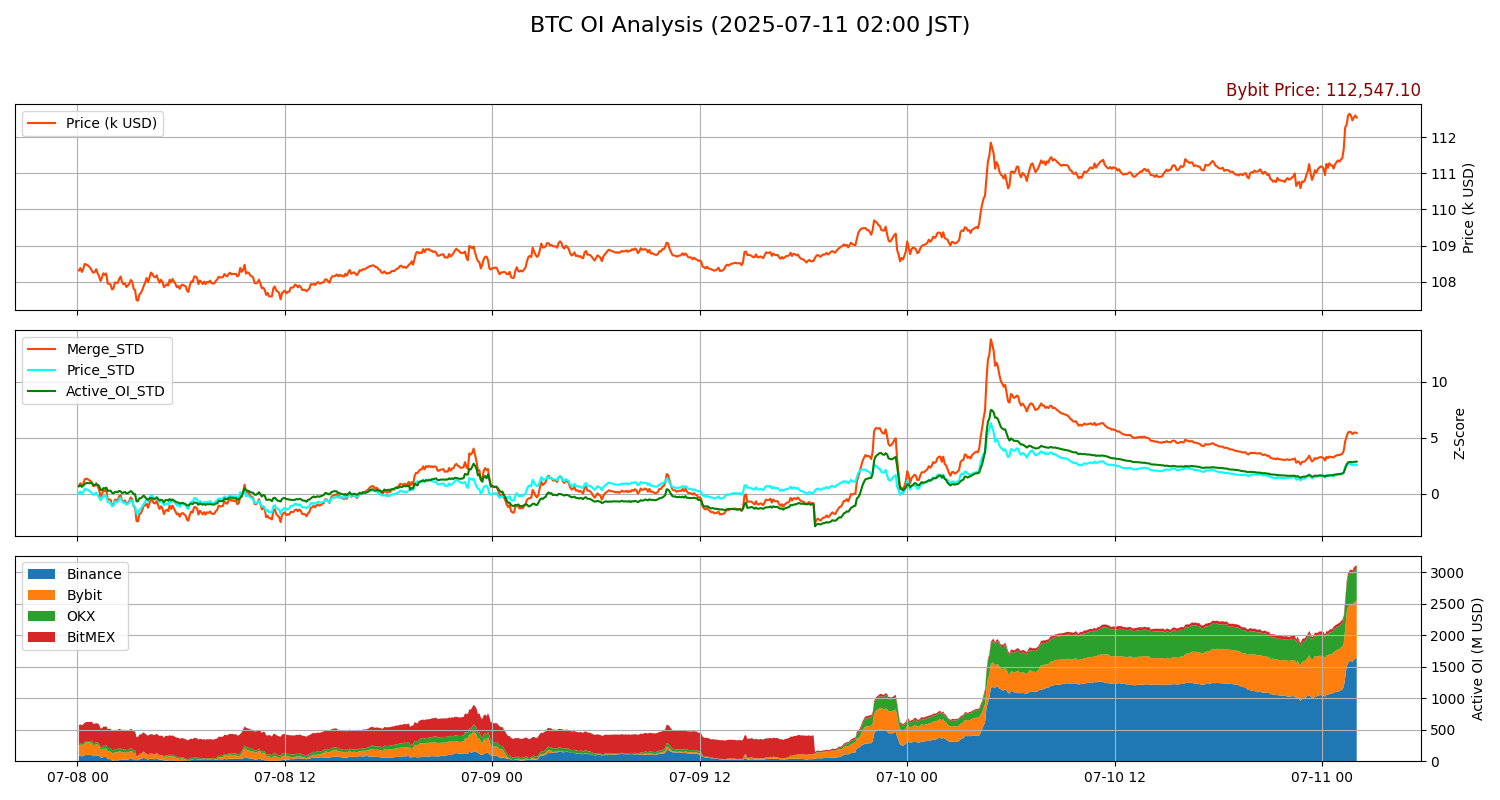 BTC OI Analysis (2025-07-11 02:00 JST)
Bybit Price: 112,547.10
Price (k USD)
112
111
110
109
108
Price (k USD)
Merge_STD
Price_STD
Active_OI_STD
10
5
0
Z-Score
Binance
Bybit
OKX
BitMEX
3000
2500
2000
1500
1000
500
0
Active OI (M USD)
07-08 00
07-08 12
07-09 00
07-09 12
07-10 00
07-10 12
07-11 00